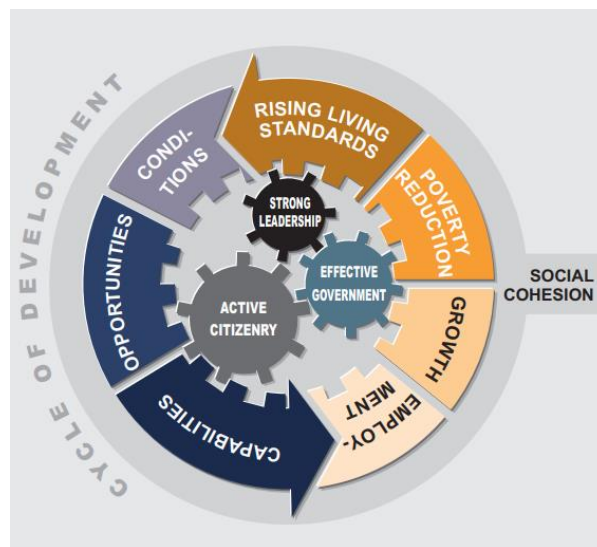 CYCLE OF DEVELOPMENT
RISING LIVING
STANDARDS
POVERTY
REDUCTION
GROWTH
EMPLOY-
MENT
CAPABILITIES
OPPORTUNITIES
CONDI-
TIONS
STRONG
LEADERSHIP
EFFECTIVE
GOVERNMENT
ACTIVE
CITIZENRY
SOCIAL
COHESION